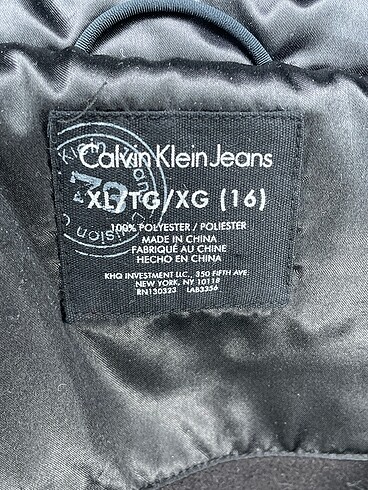 Calvin Klein Jeans
XL/TG/XG (16)
100% POLYESTER / POLIESTER
MADE IN CHINA
FABRIQUÉ AU CHINE
HECHO EN CHINA
KHQ INVESTMENT LLC., 350 FIFTH AVE.
NEW YORK, NY 10118
RN130323 LAB3356